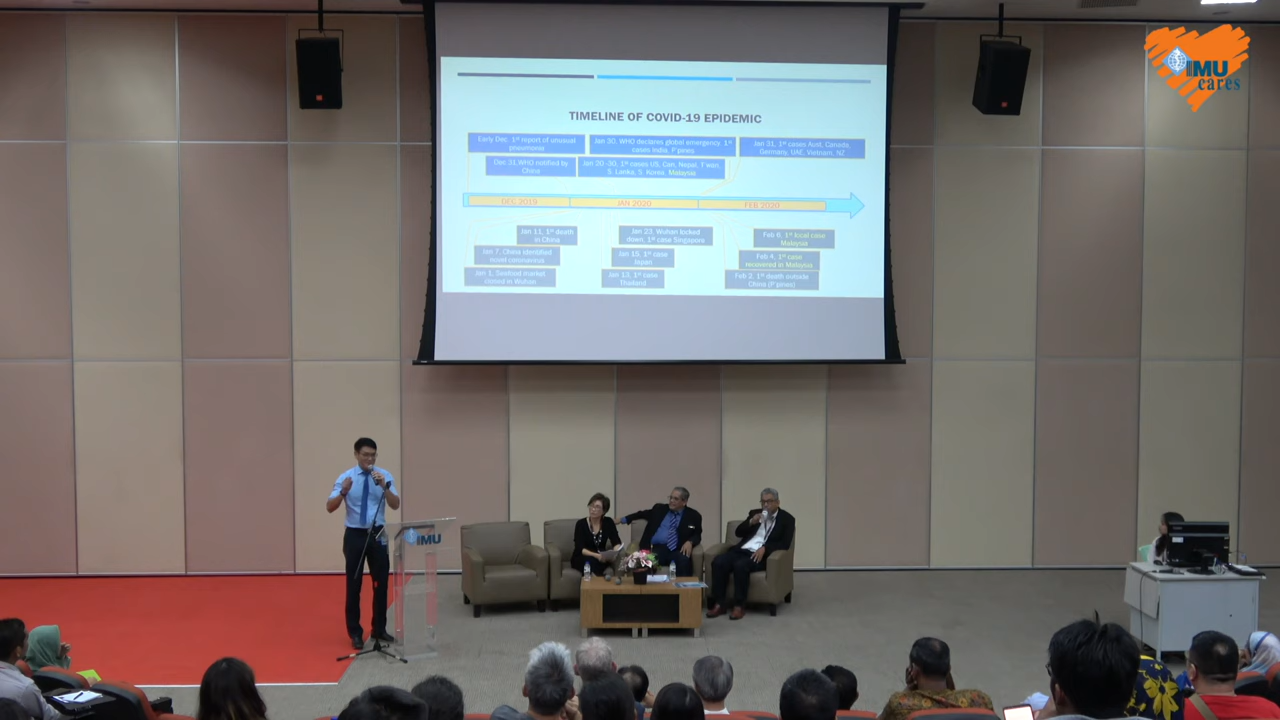 IMU
cares
TIMELINE OF COVID-19 EPIDEMIC
Early Dec. 1st report of unusual
pneumonia
Jan 30, WHO declares global emergency. 1st
cases India, P'pines
Jan 31, 1st cases Aud, Canada,
Germany, UAE, Vietnam, NZ
Dec 31,WHO notified by
China
Jan 20 -30, 1st cases US, Can, Nepal, T'wan,
S. Lanka, S. Korea, Malaysia
DEC 2019
JAN 2020
FEB 2020
Jan 11, 1st death
in China
Jan 23, Wuhan locked
down, 1st case Singapore
Feb 6, 1st local case
Malaysia
Jan 7, Chess identified
novel coronavirus
Jan 15, 1st case
Japan
Feb 4, 1st case
recovered in Malaysia
Jan 1, Seafood market
closed in Wuhan
Jan 13, 1st case
Thailand
Feb 2, 1st death outside
China (P'pines)
IMU